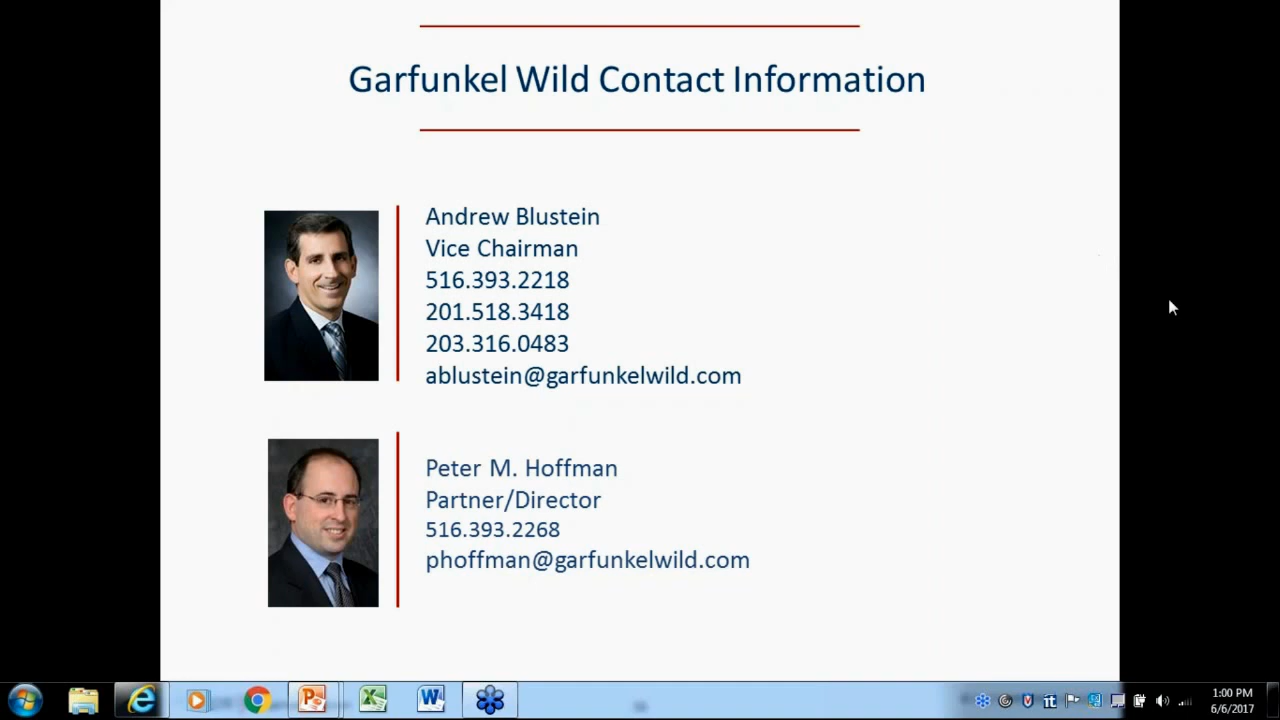 Garfunkel Wild Contact Information
Andrew Blustein
Vice Chairman
516.393.2218
201.518.3418
203.316.0483
ablustein@garfunkelwild.com
Peter M. Hoffman
Partner/Director
516.393.2268
phoffman@garfunkelwild.com
1:00 PM
6/6/2017